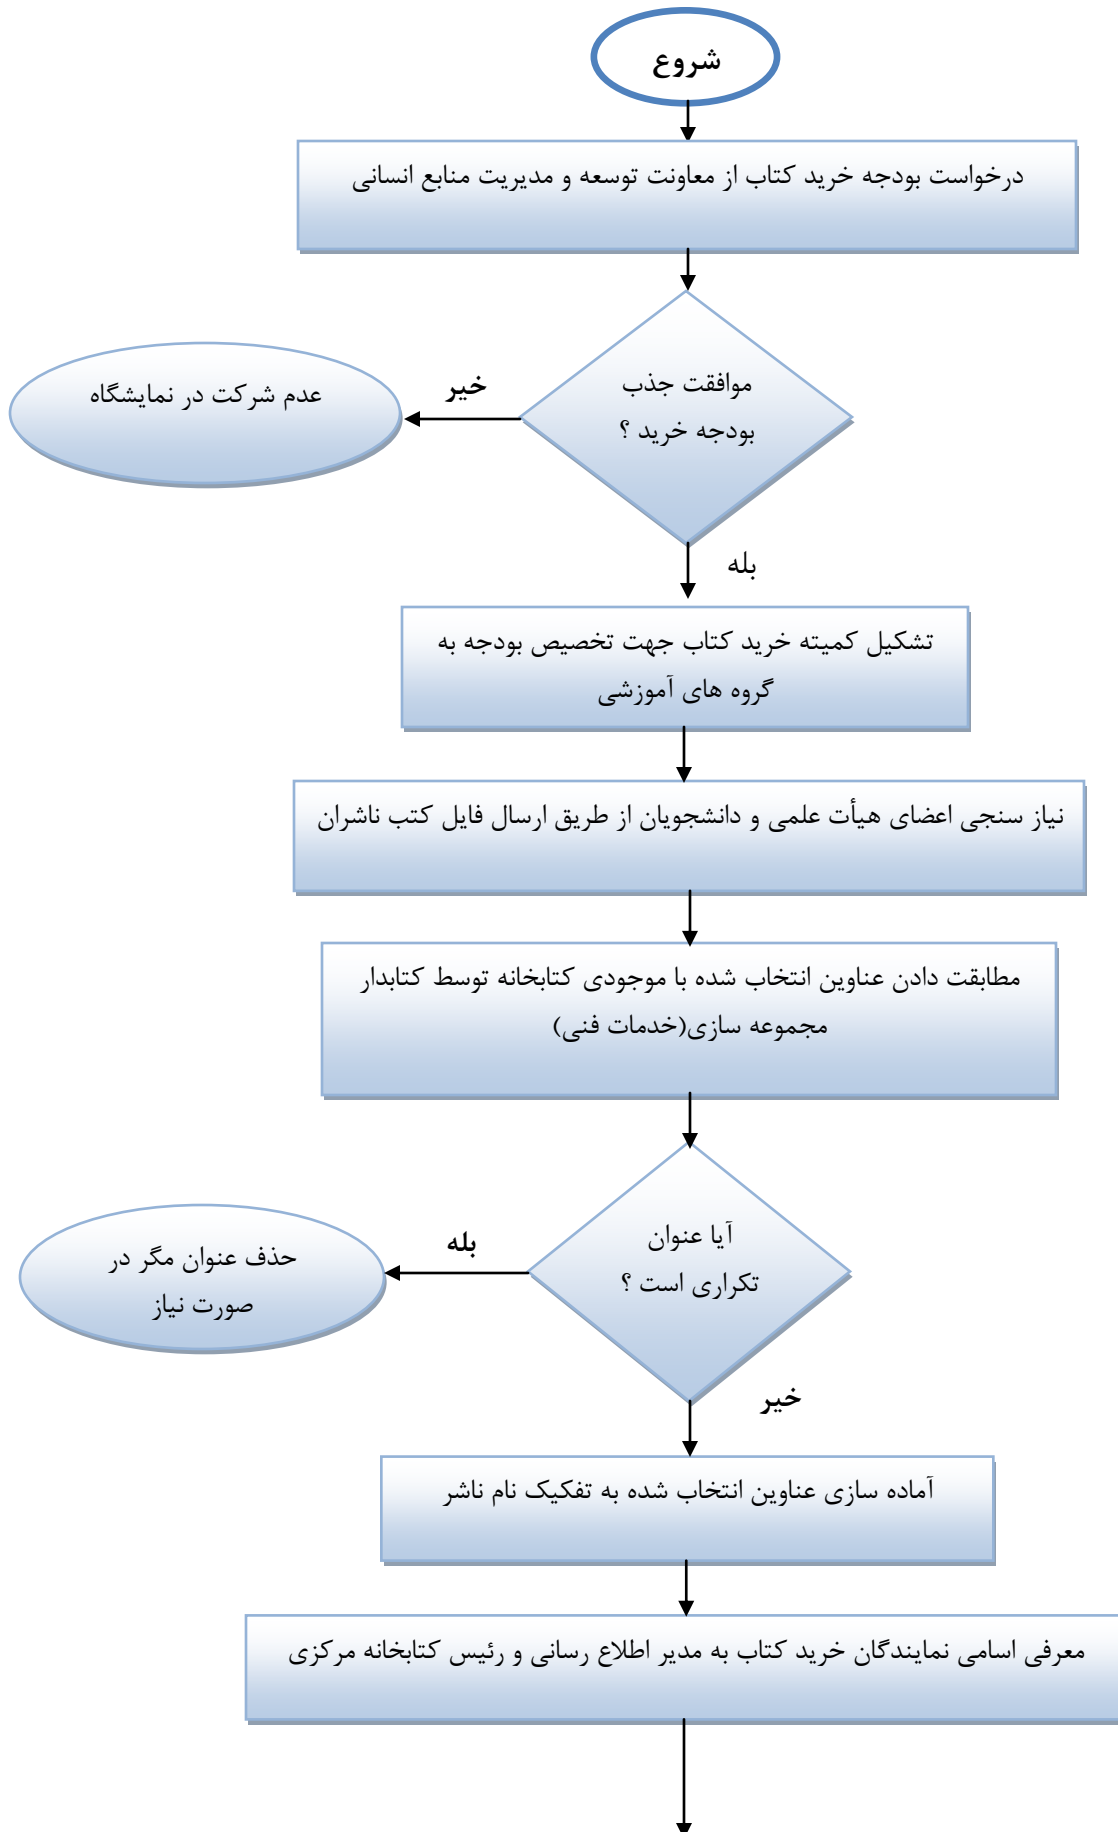 شروع
درخواست بودجه خرید کتاب از معاونت توسعه و مدیریت منابع انسانی
موافقت جذب
بودجه خرید ؟
خیر
عدم شرکت در نمایشگاه
بله
تشکیل کمیته خرید کتاب جهت تخصیص بودجه به
گروه های آموزشی
نیاز سنجی اعضای هیأت علمی و دانشجویان از طریق ارسال فایل کتب ناشران
مطابقت دادن عناوین انتخاب شده با موجودی کتابخانه توسط کتابدار
مجموعه سازی(خدمات فنی)
آیا عنوان
تکراری است ؟
بله
حذف عنوان مگر در
صورت نیاز
خیر
آماده سازی عناوین انتخاب شده به تفکیک نام ناشر
معرفی اسامی نمایندگان خرید کتاب به مدیر اطلاع رسانی و رئیس کتابخانه مرکزی